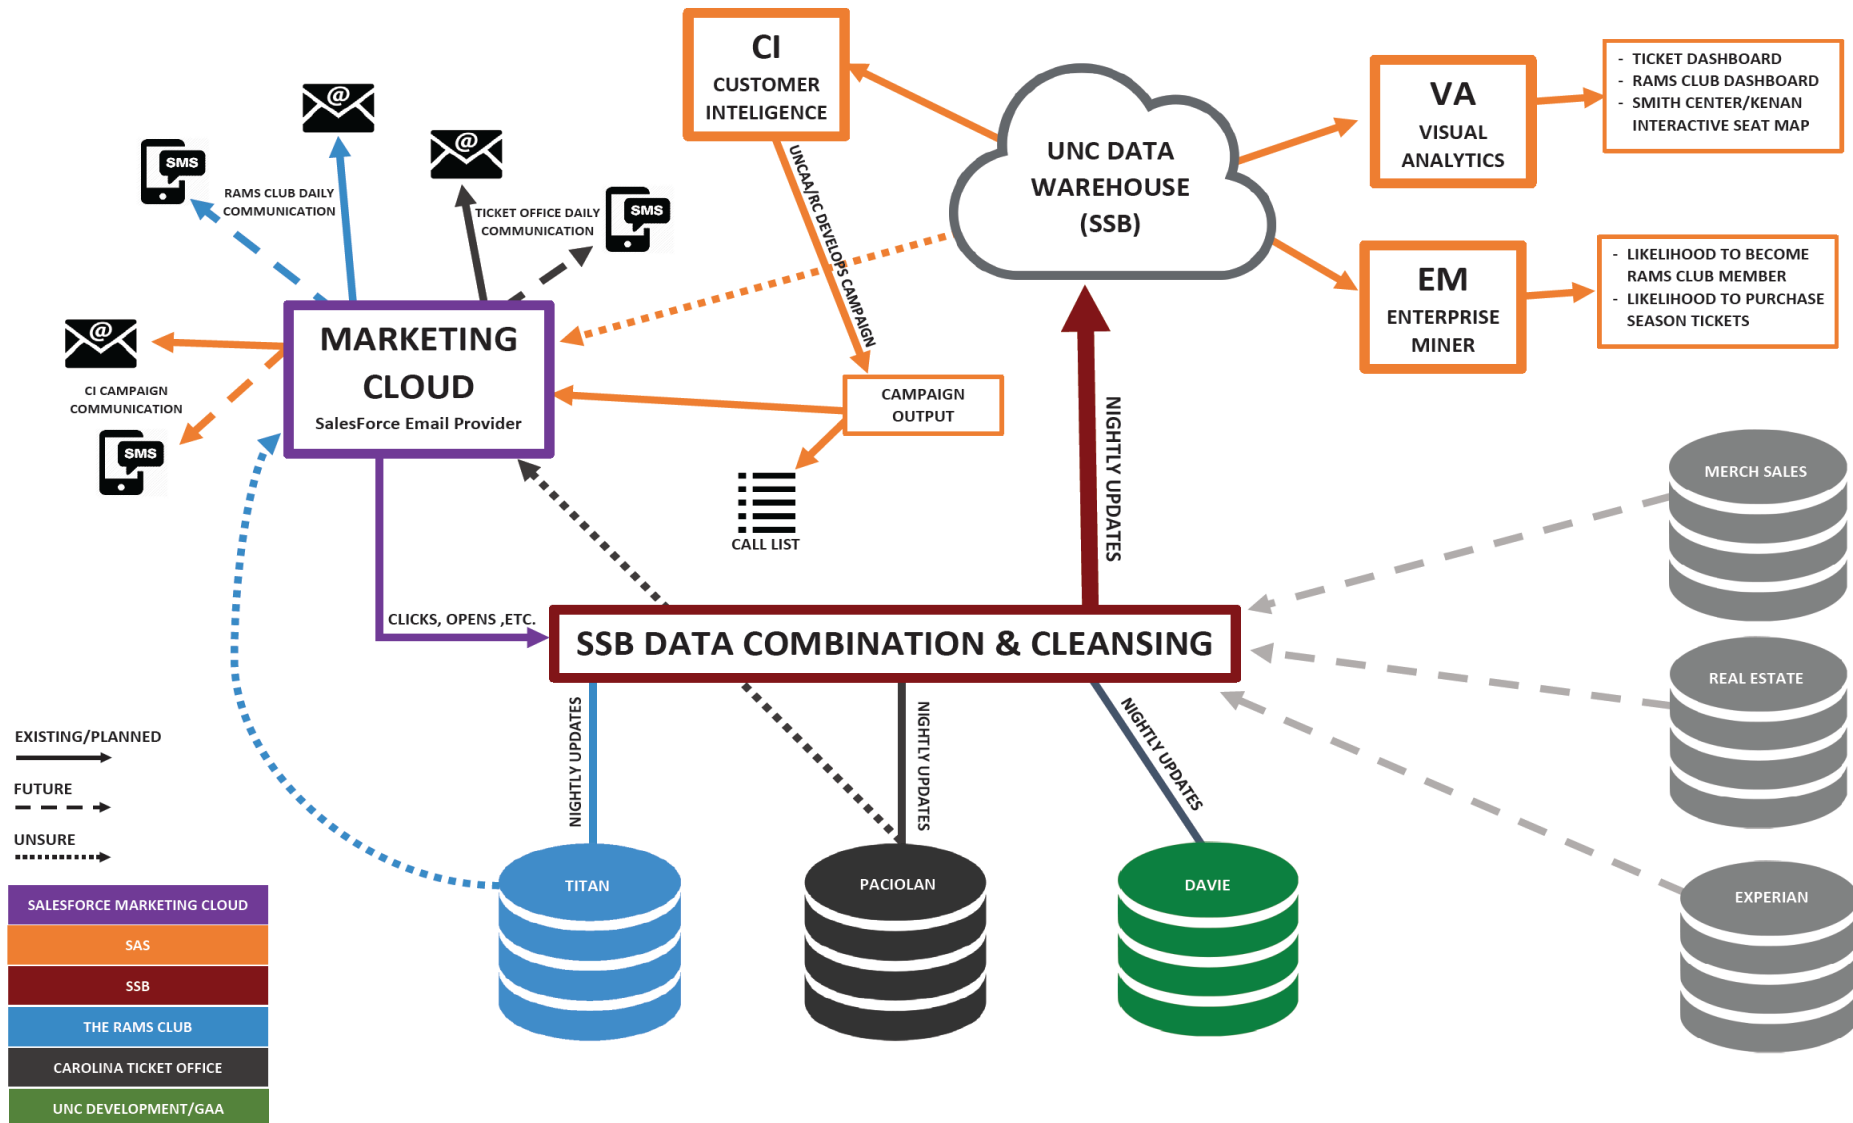 CI
CUSTOMER
INTELIGENCE
UNC DATA
WAREHOUSE
(SSB)
VA
VISUAL
ANALYTICS
- TICKET DASHBOARD
- RAMS CLUB DASHBOARD
- SMITH CENTER/KENAN
INTERACTIVE SEAT MAP
EM
ENTERPRISE
MINER
- LIKELIHOOD TO BECOME
RAMS CLUB MEMBER
- LIKELIHOOD TO PURCHASE
SEASON TICKETS
@
@
SMS
RAMS CLUB DAILY
COMMUNICATION
TICKET OFFICE DAILY
COMMUNICATION
SMS
UNCAA/RC DEVELOPS CAMPAIGN
MARKETING
CLOUD
SalesForce Email Provider
@
CI CAMPAIGN
COMMUNICATION
SMS
CAMPAIGN
OUTPUT
CALL LIST
NIGHTLY UPDATES
CLICKS, OPENS ,ETC.
SSB DATA COMBINATION & CLEANSING
MERCH SALES
REAL ESTATE
EXPERIAN
NIGHTLY UPDATES
NIGHTLY UPDATES
NIGHTLY UPDATES
TITAN
PACIOLAN
DAVIE
EXISTING/PLANNED
FUTURE
UNSURE
SALESFORCE MARKETING CLOUD
SAS
SSB
THE RAMS CLUB
CAROLINA TICKET OFFICE
UNC DEVELOPMENT/GAA